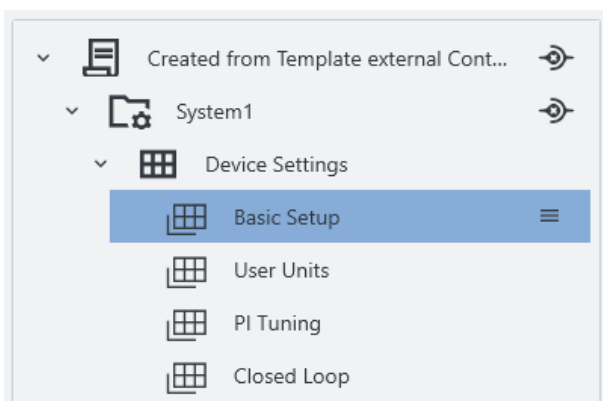 Created from Template external Cont...
System1
Device Settings
Basic Setup
User Units
PI Tuning
Closed Loop